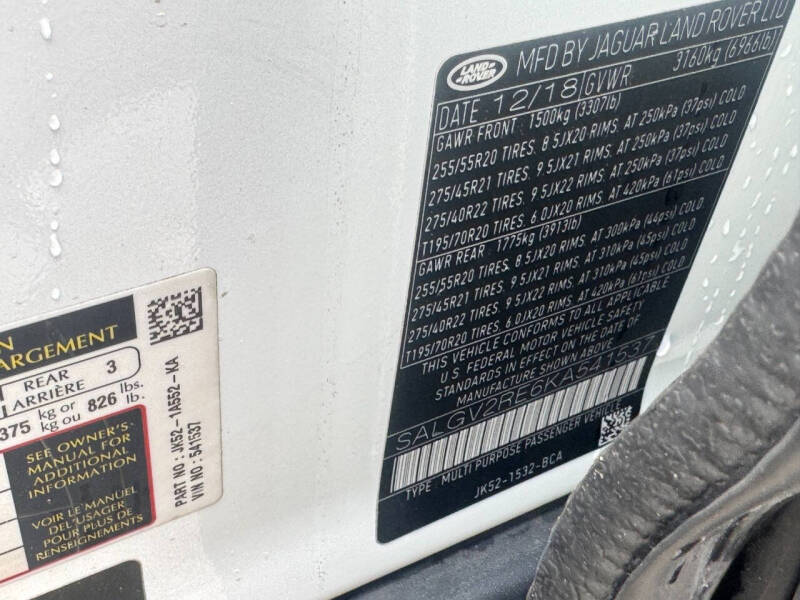 LAND ROVER
MFD BY JAGUAR LAND ROVER LTD
DATE 12/18 GVWR 3160kg (6966lb)
GAWR FRONT 1500kg (3307lb)
255/55R20 TIRES. 8.5JX20 RIMS. AT 250kPa (37psi) COLD
275/45R21 TIRES. 9.5JX21 RIMS. AT 250kPa (37psi) COLD
275/40R22 TIRES. 9.5JX22 RIMS. AT 250kPa (37psi) COLD
T195/70R20 TIRES 6.0JX20 RIMS. AT 420kPa (61psi) COLD
GAWR REAR 1775kg (3913lb)
255/55R20 TIRES. 8.5JX20 RIMS. AT 300kPa (44psi) COLD
275/45R21 TIRES. 9.5JX21 RIMS. AT 310kPa (45psi) COLD
275/40R22 TIRES. 9.5JX22 RIMS. AT 310kPa (45psi) COLD
T195/70R20 TIRES 6.0JX20 RIMS. AT 420kPa (61psi) COLD
THIS VEHICLE CONFORMS TO ALL APPLICABLE
U.S FEDERAL MOTOR VEHICLE SAFETY
STANDARDS IN EFFECT ON THE DATE OF
MANUFACTURE SHOWN ABOVE
SALGV2RE6KA541537
TYPE MULTI PURPOSE PASSENGER VEHICLE
JK52-1532-BCA
ARGEMENT
REAR 3
ARRIÈRE
375 kg or 826 lbs.
kg ou lb.
SEE OWNER'S
MANUAL FOR
ADDITIONAL
INFORMATION
VOIR LE MANUEL
DEL'USAGER
POUR PLUS DE
RENSEIGNEMENTS
PART NO : JK52-1A552-KA
VIN NO : 541537